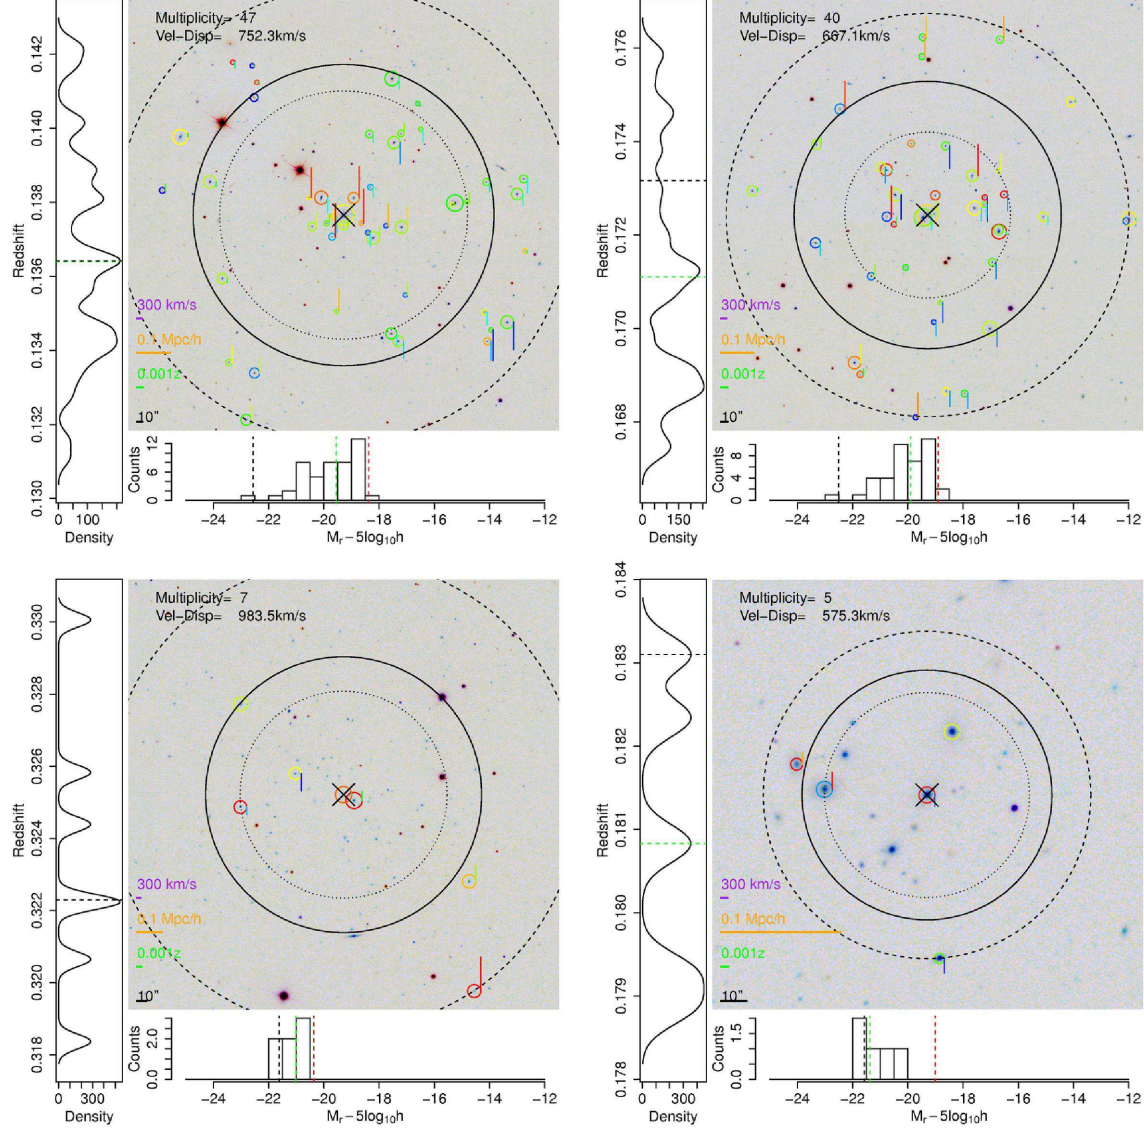 Multiplicity= 47
Vel-Disp= 752.3km/s
Redshift
0.130 0.132 0.134 0.136 0.138 0.140 0.142
0 100
Density
300 km/s
0.1 Mpc/h
0.001z
10"
Counts
0 6 12
−24 −22 −20 −18 −16 −14 −12
Mr−5log10h
Multiplicity= 40
Vel-Disp= 667.1km/s
Redshift
0.168 0.170 0.172 0.174 0.176
0 150
Density
300 km/s
0.1 Mpc/h
0.001z
10"
Counts
0 4 8
−24 −22 −20 −18 −16 −14 −12
Mr−5log10h
Multiplicity= 7
Vel-Disp= 983.5km/s
Redshift
0.318 0.320 0.322 0.324 0.326 0.328 0.330
0 300
Density
300 km/s
0.1 Mpc/h
0.001z
10"
Counts
0.0 2.0
−24 −22 −20 −18 −16 −14 −12
Mr−5log10h
Multiplicity= 5
Vel-Disp= 575.3km/s
Redshift
0.178 0.179 0.180 0.181 0.182 0.183 0.184
0 300
Density
300 km/s
0.1 Mpc/h
0.001z
10"
Counts
0.0 1.5
−24 −22 −20 −18 −16 −14 −12
Mr−5log10h